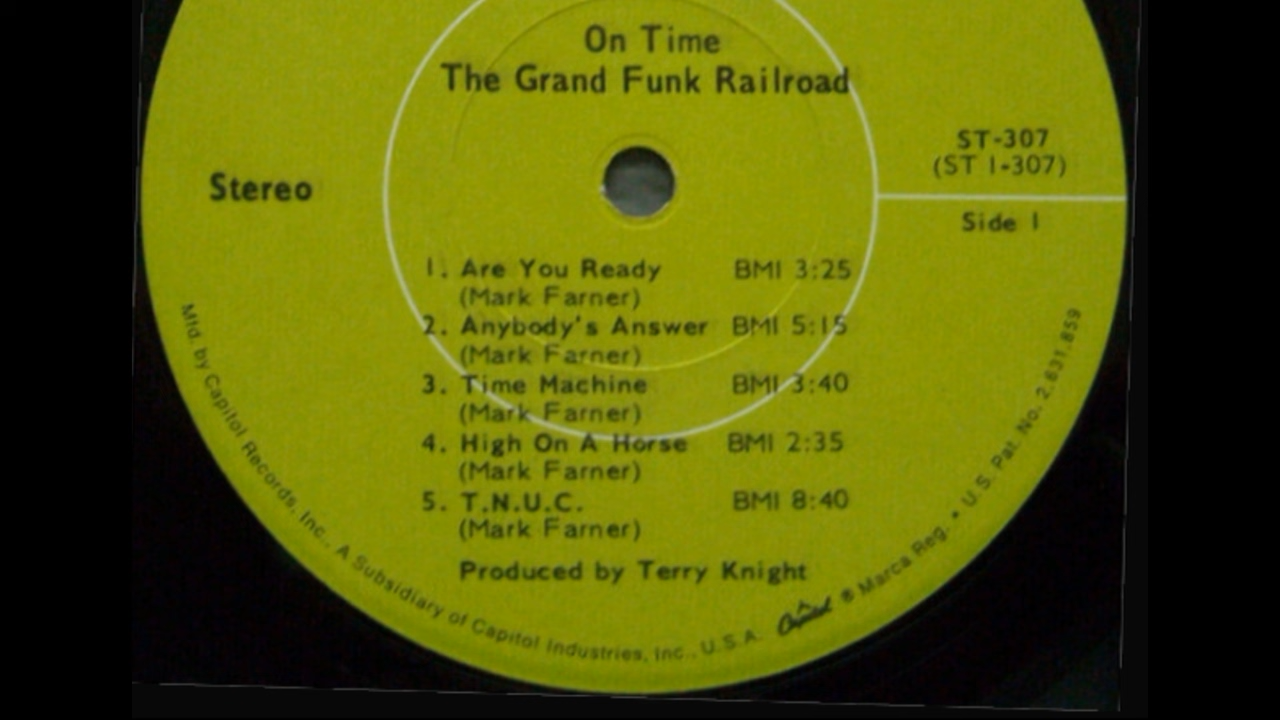 On Time
The Grand Funk Railroad
ST-307
(ST 1-307)
Stereo
Side 1
1. Are You Ready BMI 3:25
(Mark Farner)
2. Anybody's Answer BMI 5:15
(Mark Farner)
3. Time Machine BMI 3:40
(Mark Farner)
4. High On A Horse BMI 2:35
(Mark Farner)
5. T.N.U.C. BMI 8:40
(Mark Farner)
Produced by Terry Knight
Mfd. by Capitol Records, Inc., A Subsidiary of Capitol Industries, Inc., U.S.A. Capitol ® Marca Reg. • U.S. Pat. No. 2,631,859